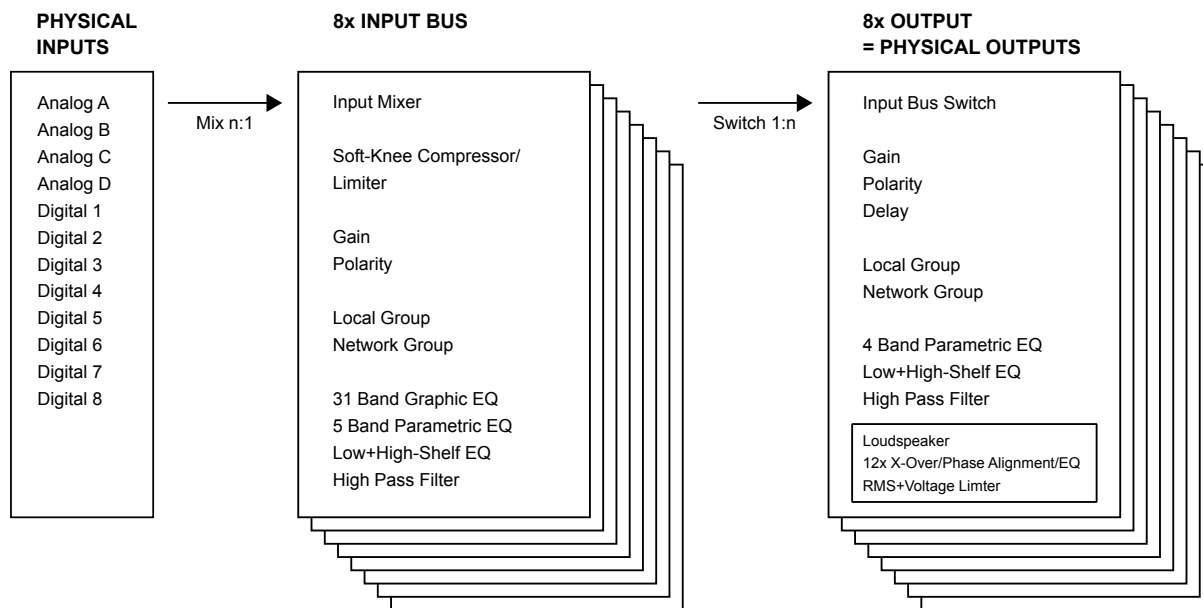 PHYSICAL
INPUTS
Analog A
Analog B
Analog C
Analog D
Digital 1
Digital 2
Digital 3
Digital 4
Digital 5
Digital 6
Digital 7
Digital 8
Mix n:1
8x INPUT BUS
Input Mixer
Soft-Knee Compressor/
Limiter
Gain
Polarity
Local Group
Network Group
31 Band Graphic EQ
5 Band Parametric EQ
Low+High-Shelf EQ
High Pass Filter
Switch 1:n
8x OUTPUT
= PHYSICAL OUTPUTS
Input Bus Switch
Gain
Polarity
Delay
Local Group
Network Group
4 Band Parametric EQ
Low+High-Shelf EQ
High Pass Filter
Loudspeaker
12x X-Over/Phase Alignment/EQ
RMS+Voltage Limter